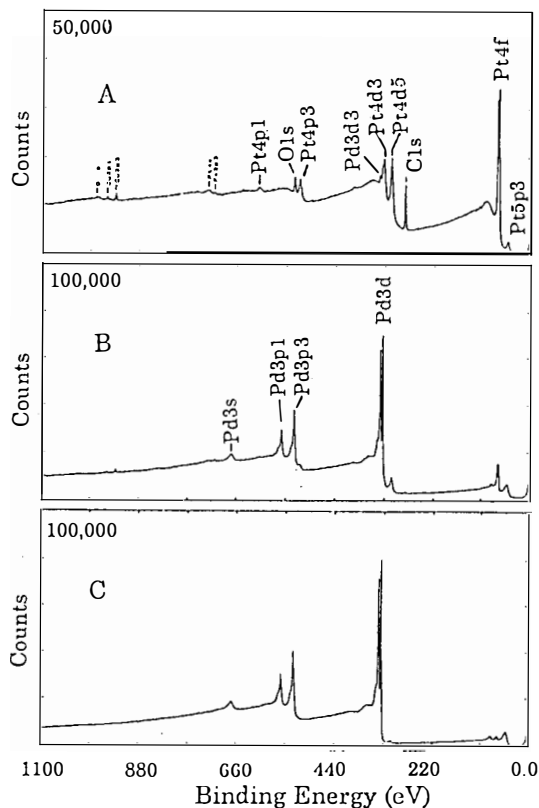 50,000
A
Counts
Pt4p1
O1s
Pt4p3
Pd3d3
Pt4d3
Pt4d5
C1s
Pt4f
Pt5p3
100,000
B
Counts
Pd3s
Pd3p1
Pd3p3
Pd3d
100,000
C
Counts
1100 880 660 440 220 0.0
Binding Energy (eV)